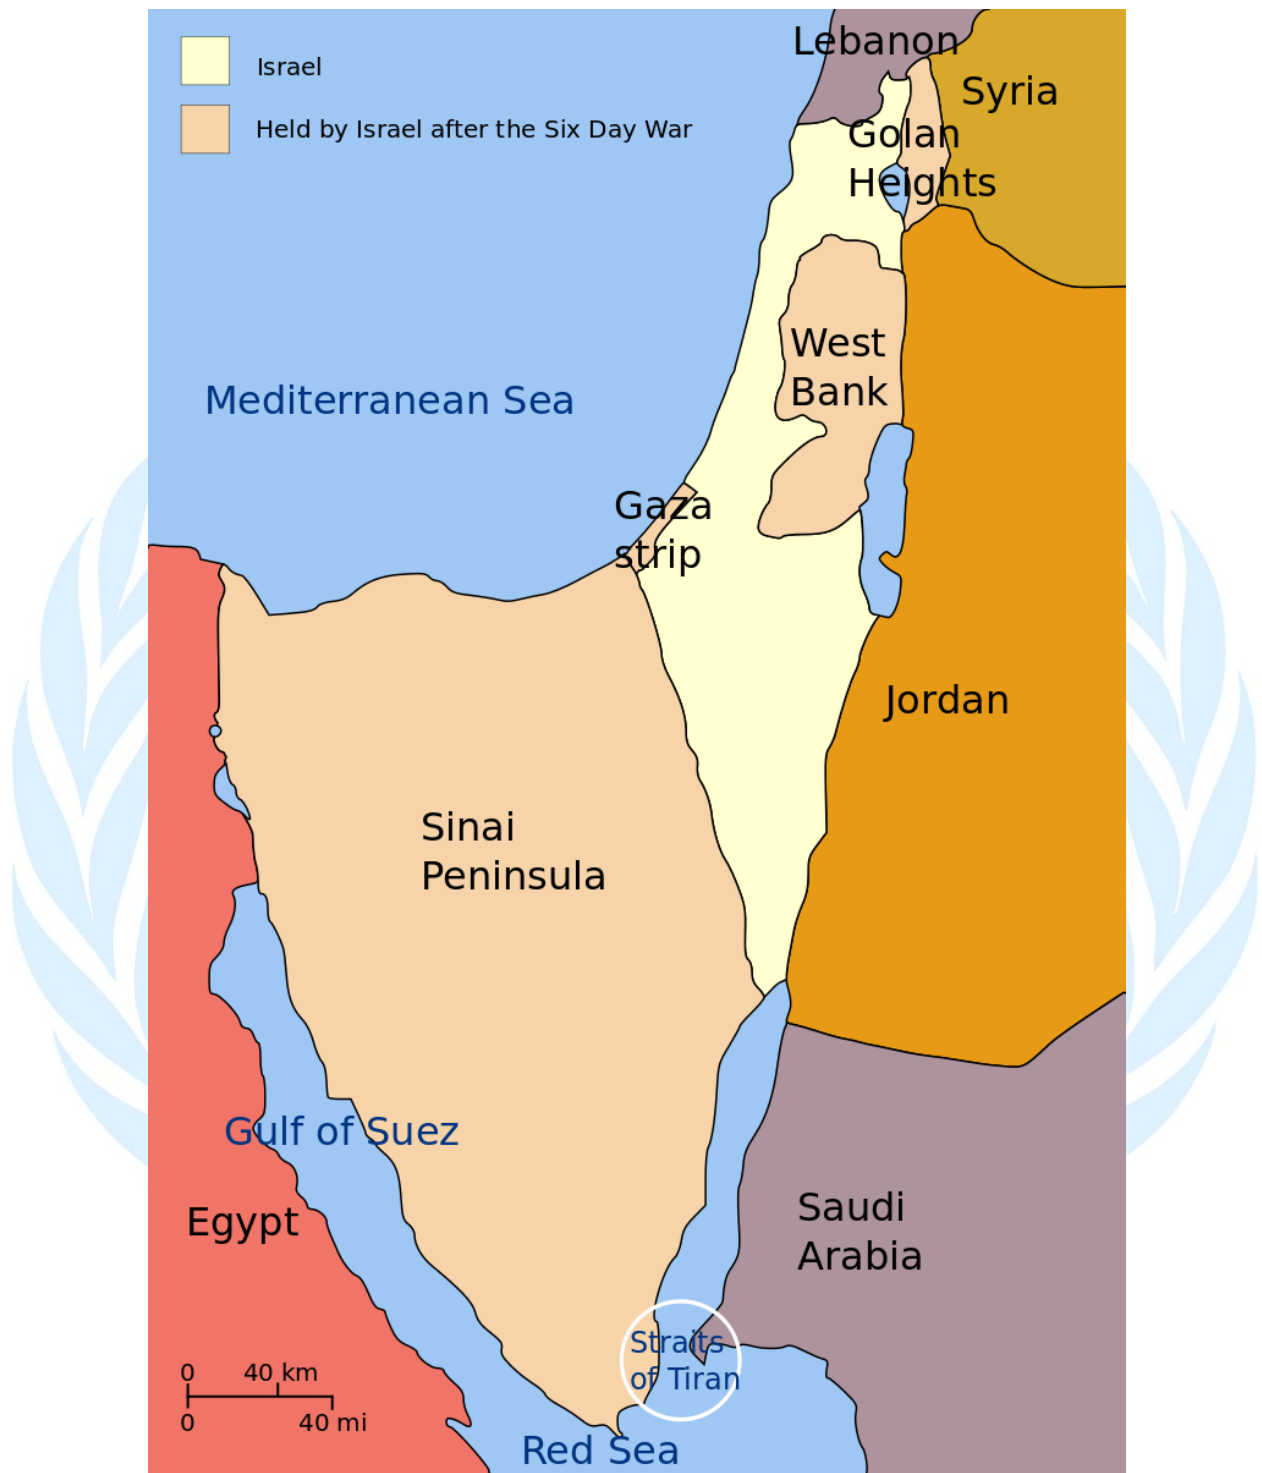 Israel
Held by Israel after the Six Day War
Lebanon
Syria
Golan
Heights
West
Bank
Mediterranean Sea
Gaza
strip
Jordan
Sinai
Peninsula
Gulf of Suez
Egypt
Saudi
Arabia
Straits
of Tiran
0 40 km
0 40 mi
Red Sea